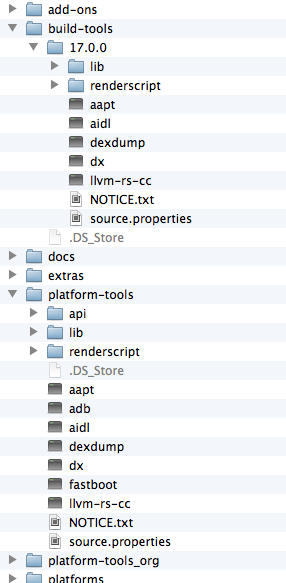 add-ons
build-tools
17.0.0
lib
renderscript
aapt
aidl
dexdump
dx
llvm-rs-cc
NOTICE.txt
source.properties
.DS_Store
docs
extras
platform-tools
api
lib
renderscript
.DS_Store
aapt
adb
aidl
dexdump
dx
fastboot
llvm-rs-cc
NOTICE.txt
source.properties
platform-tools_org
platforms